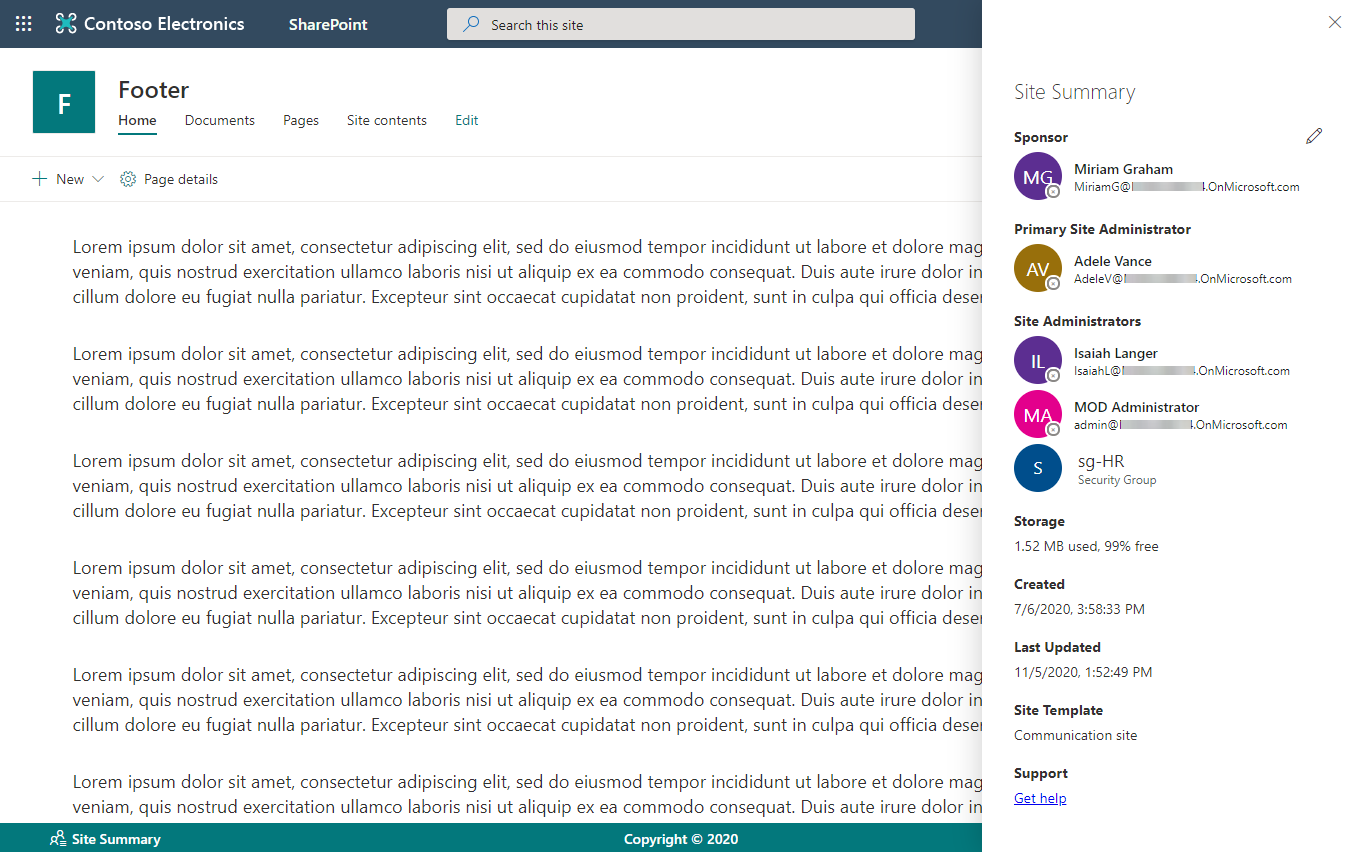 Contoso Electronics SharePoint Search this site
F
Footer
Home Documents Pages Site contents Edit
New Page details
Lorem ipsum dolor sit amet, consectetur adipiscing elit, sed do eiusmod tempor incididunt ut labore et dolore mag
veniam, quis nostrud exercitation ullamco laboris nisi ut aliquip ex ea commodo consequat. Duis aute irure dolor in
cillum dolore eu fugiat nulla pariatur. Excepteur sint occaecat cupidatat non proident, sunt in culpa qui officia deser
Lorem ipsum dolor sit amet, consectetur adipiscing elit, sed do eiusmod tempor incididunt ut labore et dolore mag
veniam, quis nostrud exercitation ullamco laboris nisi ut aliquip ex ea commodo consequat. Duis aute irure dolor in
cillum dolore eu fugiat nulla pariatur. Excepteur sint occaecat cupidatat non proident, sunt in culpa qui officia deser
Lorem ipsum dolor sit amet, consectetur adipiscing elit, sed do eiusmod tempor incididunt ut labore et dolore mag
veniam, quis nostrud exercitation ullamco laboris nisi ut aliquip ex ea commodo consequat. Duis aute irure dolor in
cillum dolore eu fugiat nulla pariatur. Excepteur sint occaecat cupidatat non proident, sunt in culpa qui officia deser
Lorem ipsum dolor sit amet, consectetur adipiscing elit, sed do eiusmod tempor incididunt ut labore et dolore mag
veniam, quis nostrud exercitation ullamco laboris nisi ut aliquip ex ea commodo consequat. Duis aute irure dolor in
cillum dolore eu fugiat nulla pariatur. Excepteur sint occaecat cupidatat non proident, sunt in culpa qui officia deser
Lorem ipsum dolor sit amet, consectetur adipiscing elit, sed do eiusmod tempor incididunt ut labore et dolore mag
veniam, quis nostrud exercitation ullamco laboris nisi ut aliquip ex ea commodo consequat. Duis aute irure dolor in
cillum dolore eu fugiat nulla pariatur. Excepteur sint occaecat cupidatat non proident, sunt in culpa qui officia deser
Lorem ipsum dolor sit amet, consectetur adipiscing elit, sed do eiusmod tempor incididunt ut labore et dolore mag
veniam, quis nostrud exercitation ullamco laboris nisi ut aliquip ex ea commodo consequat. Duis aute irure dolor in
Site Summary Copyright © 2020
Site Summary
Sponsor
MG Miriam Graham
MiriamG@ .OnMicrosoft.com
Primary Site Administrator
AV Adele Vance
AdeleV@ .OnMicrosoft.com
Site Administrators
IL Isaiah Langer
IsaiahL@ .OnMicrosoft.com
MA MOD Administrator
admin@ .OnMicrosoft.com
S sg-HR
Security Group
Storage
1.52 MB used, 99% free
Created
7/6/2020, 3:58:33 PM
Last Updated
11/5/2020, 1:52:49 PM
Site Template
Communication site
Support
Get help